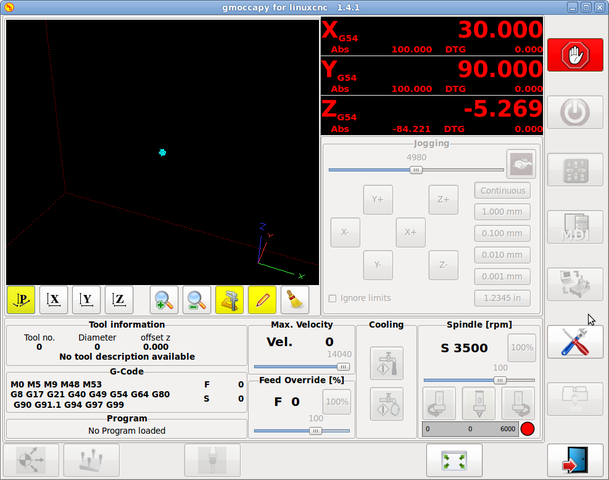 gmoccapy for linuxcnc 1.4.1
X G54 30.000
Abs 100.000 DTG 0.000
Y G54 90.000
Abs 100.000 DTG 0.000
Z G54 -5.269
Abs -84.221 DTG 0.000
Jogging
4980
Continuous
Y+ Z+
1.000 mm
X- X+
0.100 mm
0.010 mm
Y- Z-
0.001 mm
Ignore limits 1.2345 in
MDI
Z
Y
X
P X Y Z
Tool information
Tool no. Diameter offset z
0 0 0.000
No tool description available
G-Code
M0 M5 M9 M48 M53
G8 G17 G21 G40 G49 G54 G64 G80
G90 G91.1 G94 G97 G99
F 0
S 0
Program
No Program loaded
Max. Velocity
Vel. 0
14040
Feed Override [%]
F 0 100%
100
Cooling
Spindle [rpm]
S 3500 100%
100
0 0 6000